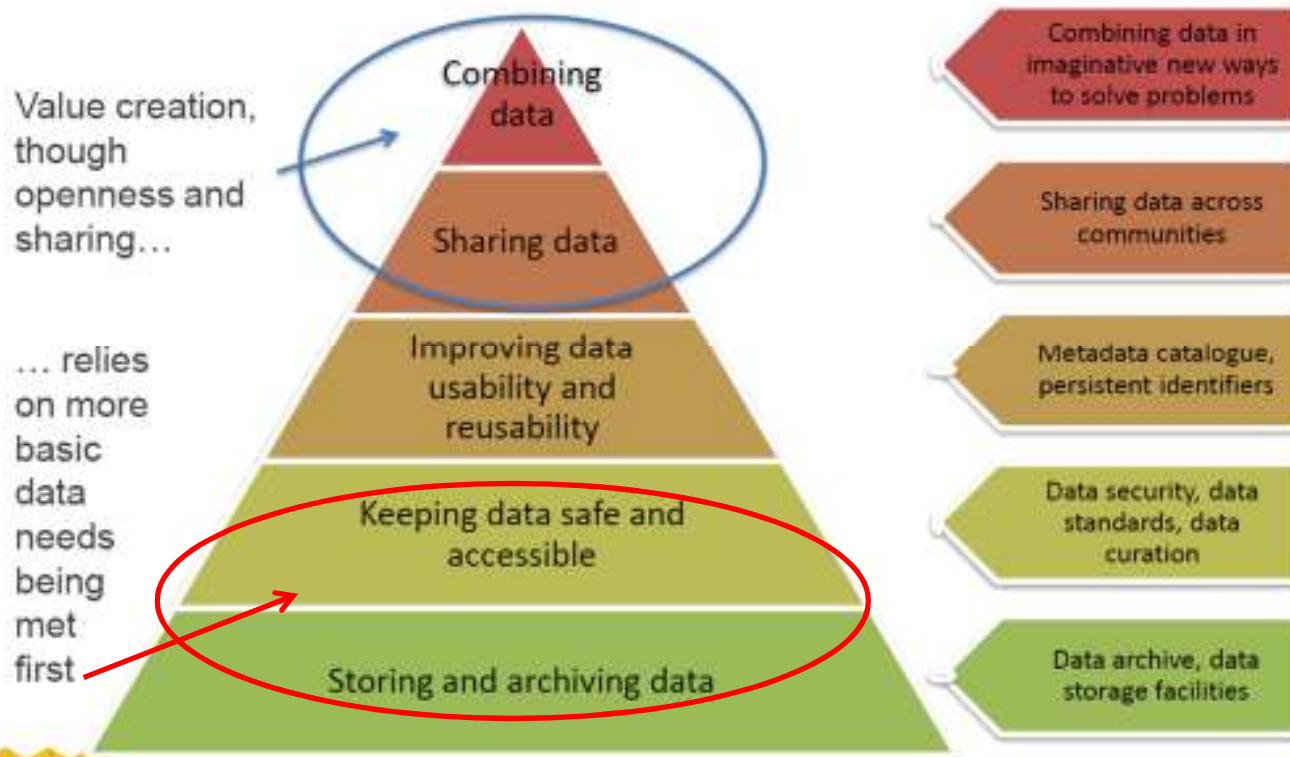 Value creation,
though
openness and
sharing...
... relies
on more
basic
data
needs
being
met
first
Combining
data
Sharing data
Improving data
usability and
reusability
Keeping data safe and
accessible
Storing and archiving data
Combining data in
imaginative new ways
to solve problems
Sharing data across
communities
Metadata catalogue,
persistent identifiers
Data security, data
standards, data
curation
Data archive, data
storage facilities